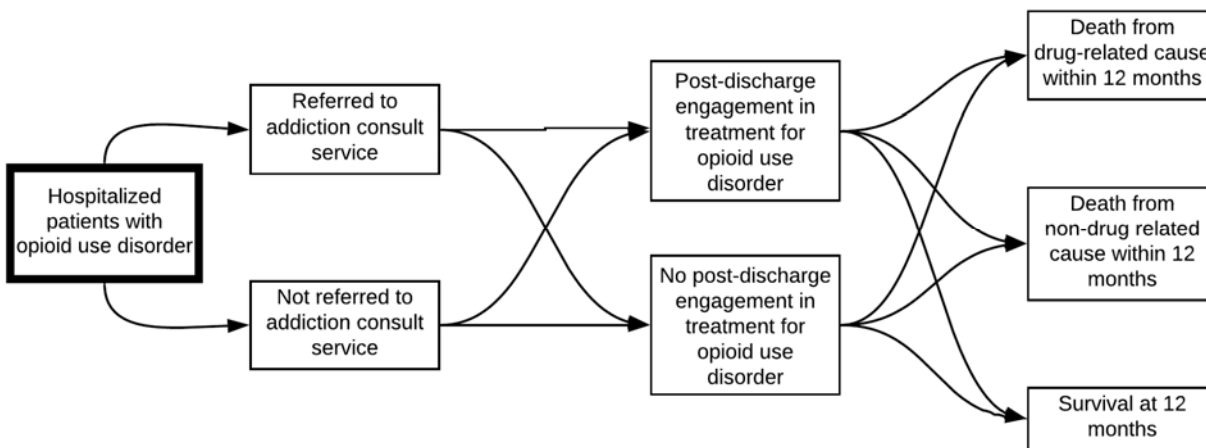 Hospitalized
patients with
opioid use disorder
Referred to
addiction consult
service
Not referred to
addiction consult
service
Post-discharge
engagement in
treatment for
opioid use
disorder
No post-discharge
engagement in
treatment for
opioid use
disorder
Death from
drug-related cause
within 12 months
Death from
non-drug related
cause within 12
months
Survival at 12
months